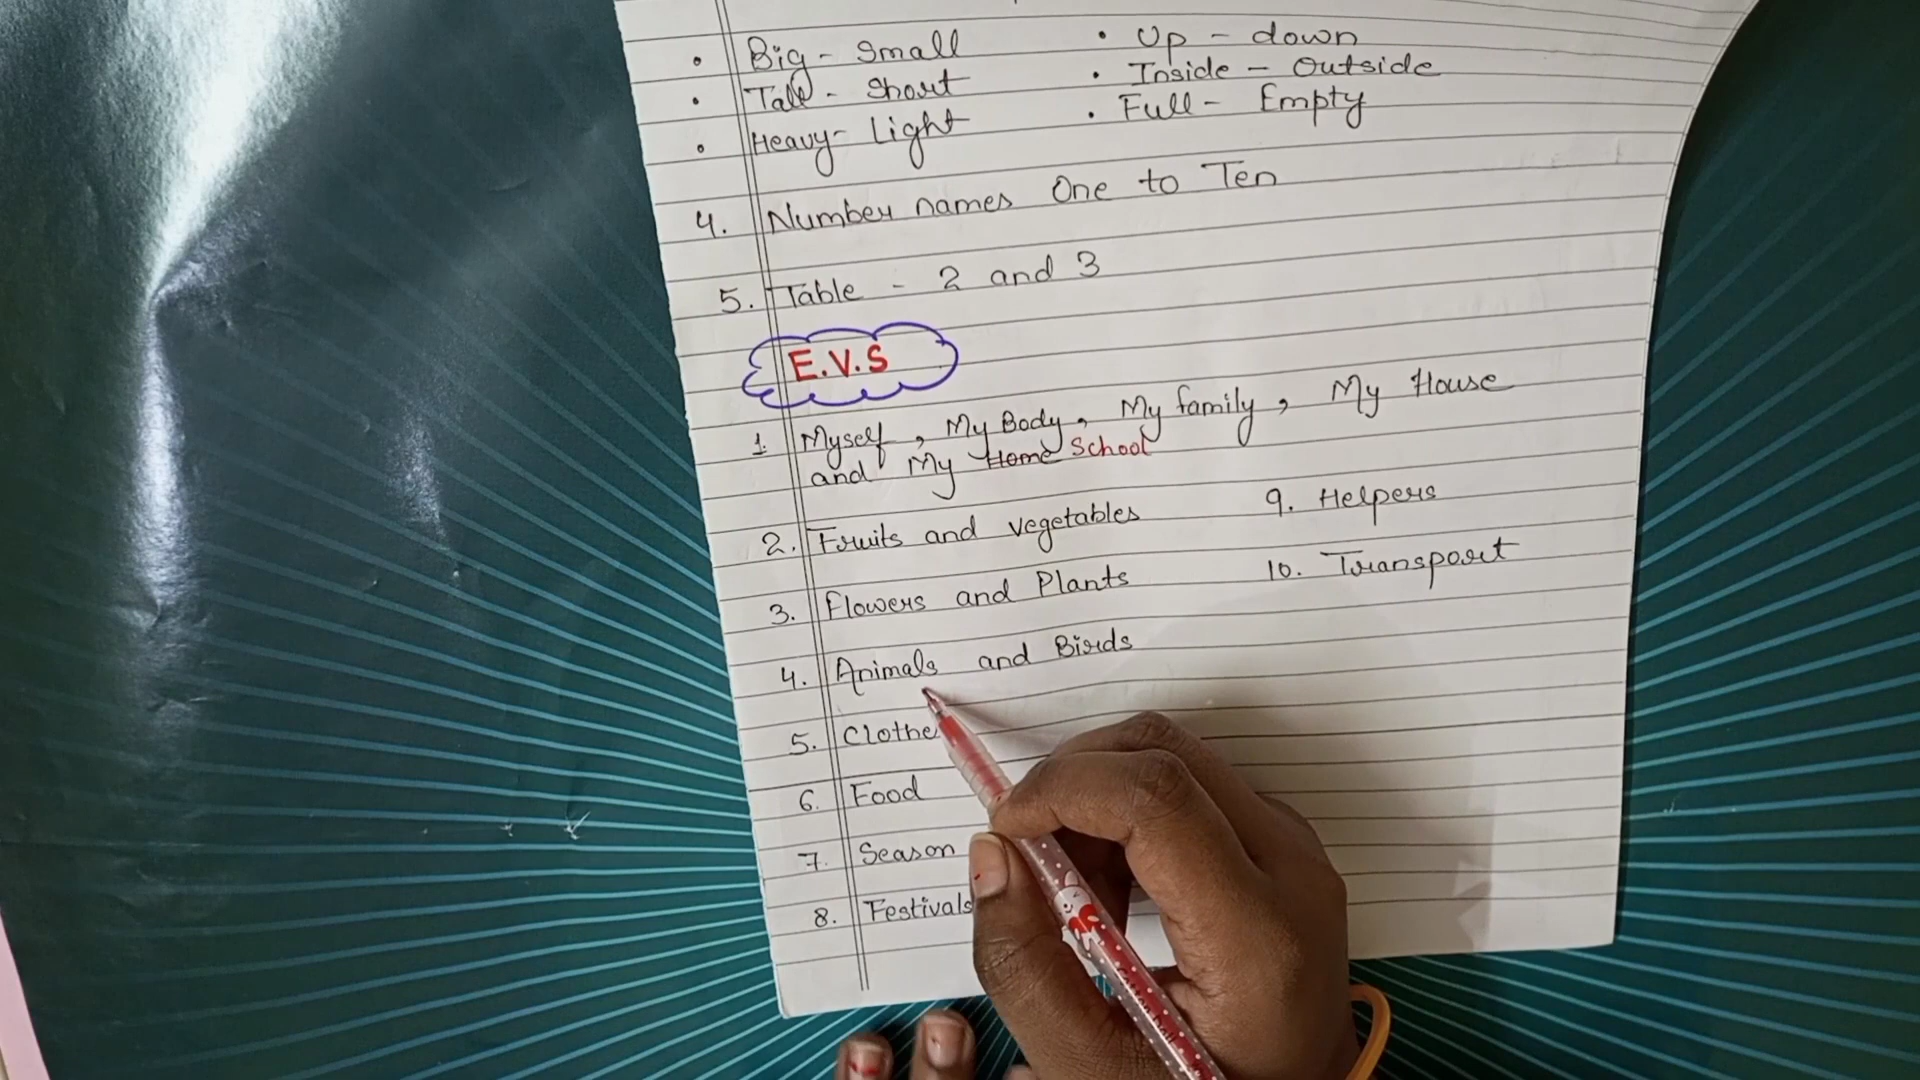 • Big - Small • Up - down
• Tall - Short • Inside - Outside
• Heavy - Light • Full - Empty
4. Number names One to Ten
5. Table - 2 and 3
E.V.S
1. Myself, My Body, My family, My House
and My Home School
2. Fruits and vegetables 9. Helpers
3. Flowers and Plants 10. Transport
4. Animals and Birds
5. Clothe
6. Food
7. Season
8. Festivals